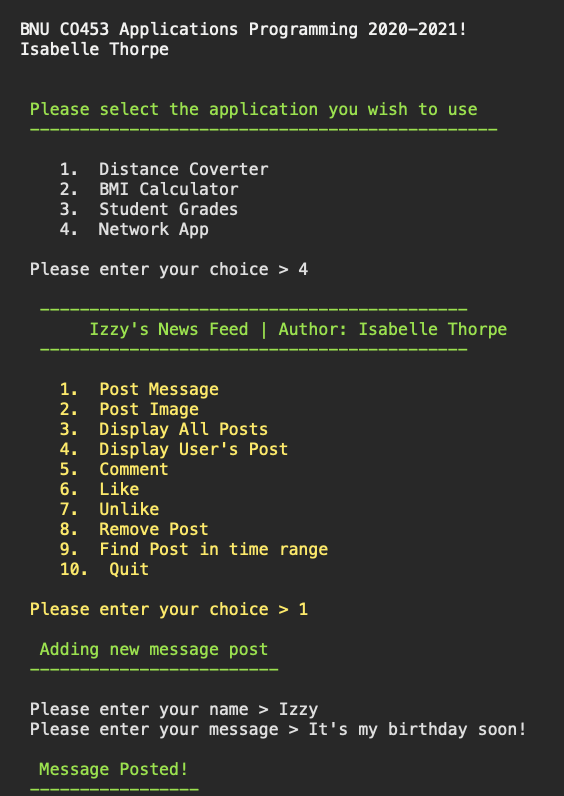 BNU CO453 Applications Programming 2020-2021!
Isabelle Thorpe
Please select the application you wish to use
-----------------------------------------------
1. Distance Coverter
2. BMI Calculator
3. Student Grades
4. Network App
Please enter your choice > 4
-------------------------------------------
Izzy's News Feed | Author: Isabelle Thorpe
-------------------------------------------
1. Post Message
2. Post Image
3. Display All Posts
4. Display User's Post
5. Comment
6. Like
7. Unlike
8. Remove Post
9. Find Post in time range
10. Quit
Please enter your choice > 1
Adding new message post
-------------------------
Please enter your name > Izzy
Please enter your message > It's my birthday soon!
Message Posted!
-----------------